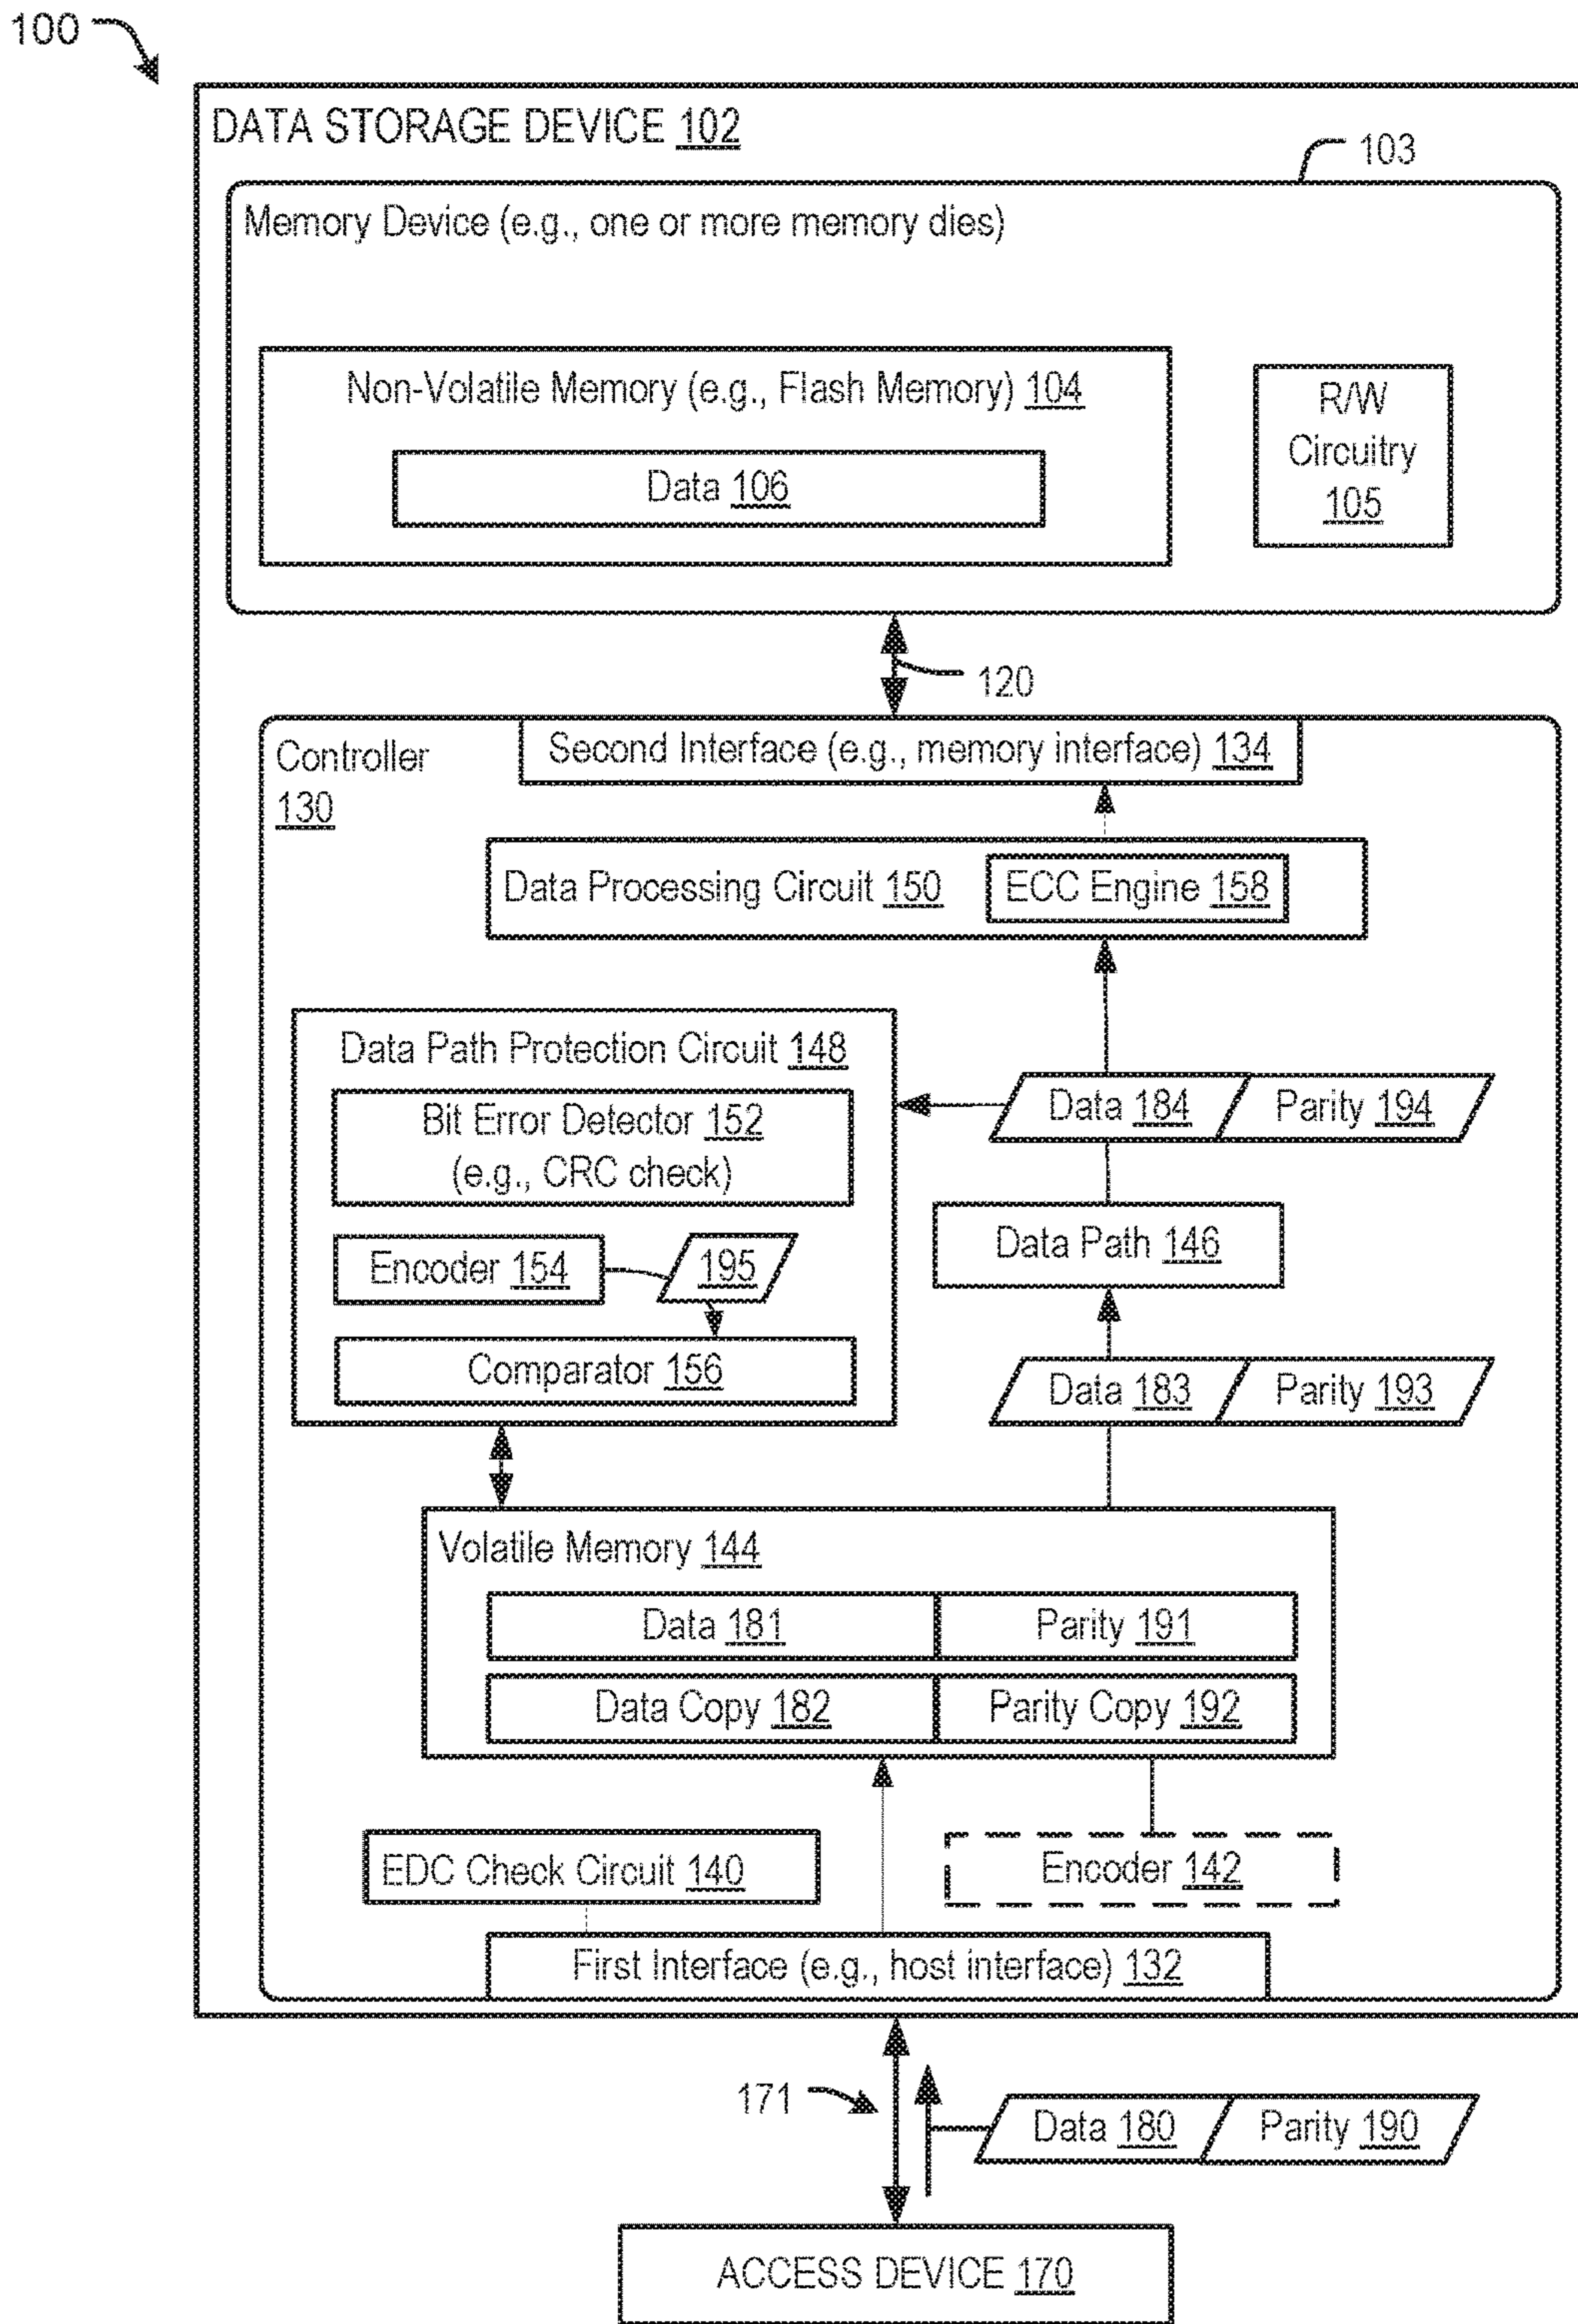 100
DATA STORAGE DEVICE 102
103
Memory Device (e.g., one or more memory dies)
Non-Volatile Memory (e.g., Flash Memory) 104
Data 106
R/W
Circuitry
105
120
Controller
130
Second Interface (e.g., memory interface) 134
Data Processing Circuit 150
ECC Engine 158
Data Path Protection Circuit 148
Bit Error Detector 152
(e.g., CRC check)
Encoder 154
195
Comparator 156
Data 184
Parity 194
Data Path 146
Data 183
Parity 193
Volatile Memory 144
Data 181
Parity 191
Data Copy 182
Parity Copy 192
EDC Check Circuit 140
Encoder 142
First Interface (e.g., host interface) 132
171
Data 180
Parity 190
ACCESS DEVICE 170